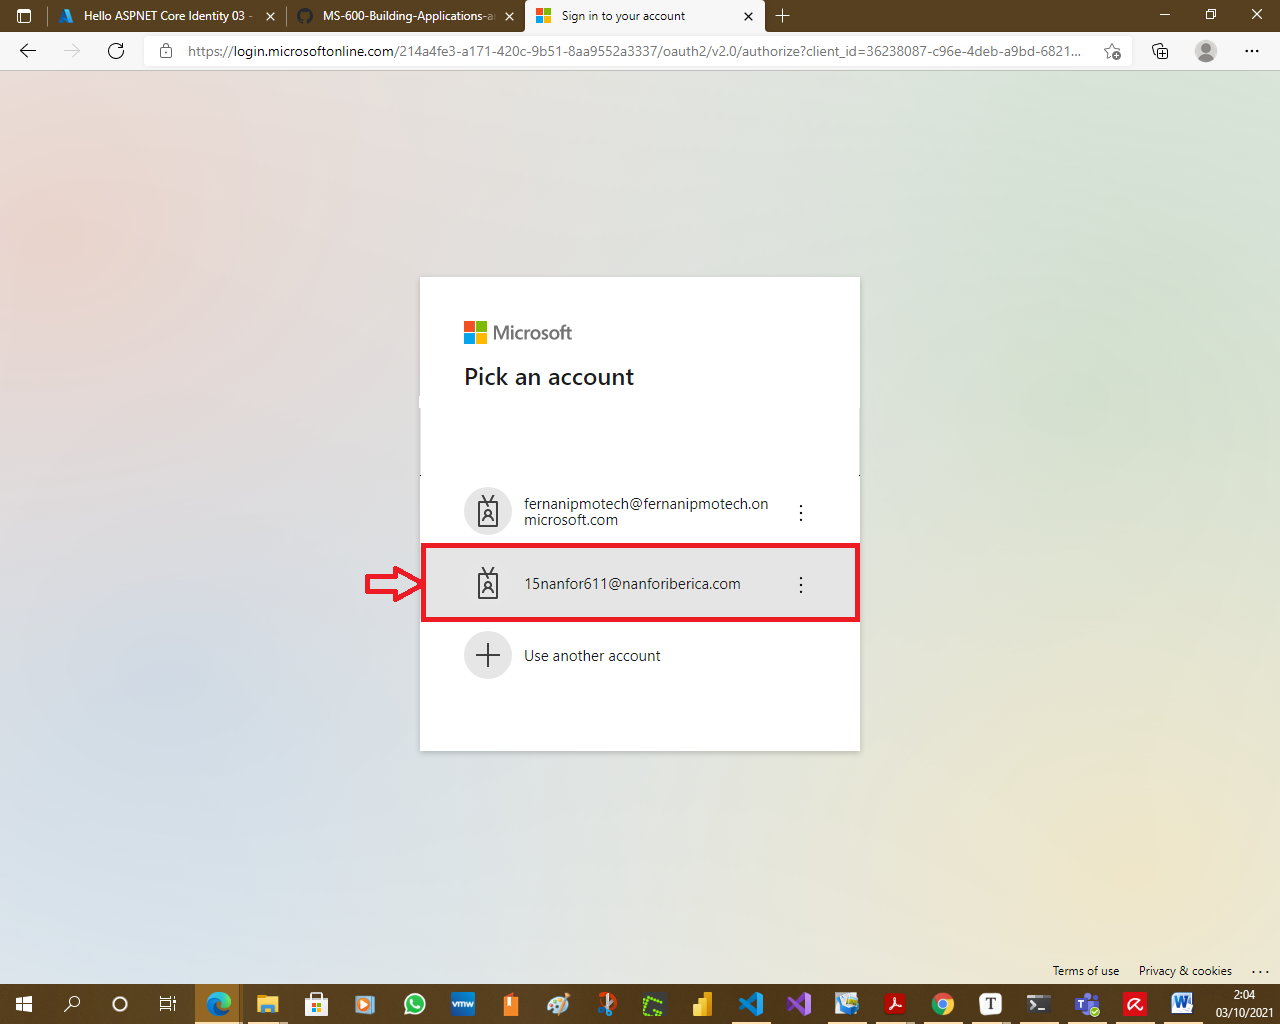 Hello ASPNET Core Identity 03 -
MS-600-Building-Applications-a
Sign in to your account
https://login.microsoftonline.com/214a4fe3-a171-420c-9b51-8aa9552a3337/oauth2/v2.0/authorize?client_id=36238087-c96e-4deb-a9bd-6821...
Microsoft
Pick an account
fernanipmotech@fernanipmotech.on
microsoft.com
15nanfor611@nanforiberica.com
Use another account
Terms of use
Privacy & cookies
vmw
T
2:04
03/10/2021